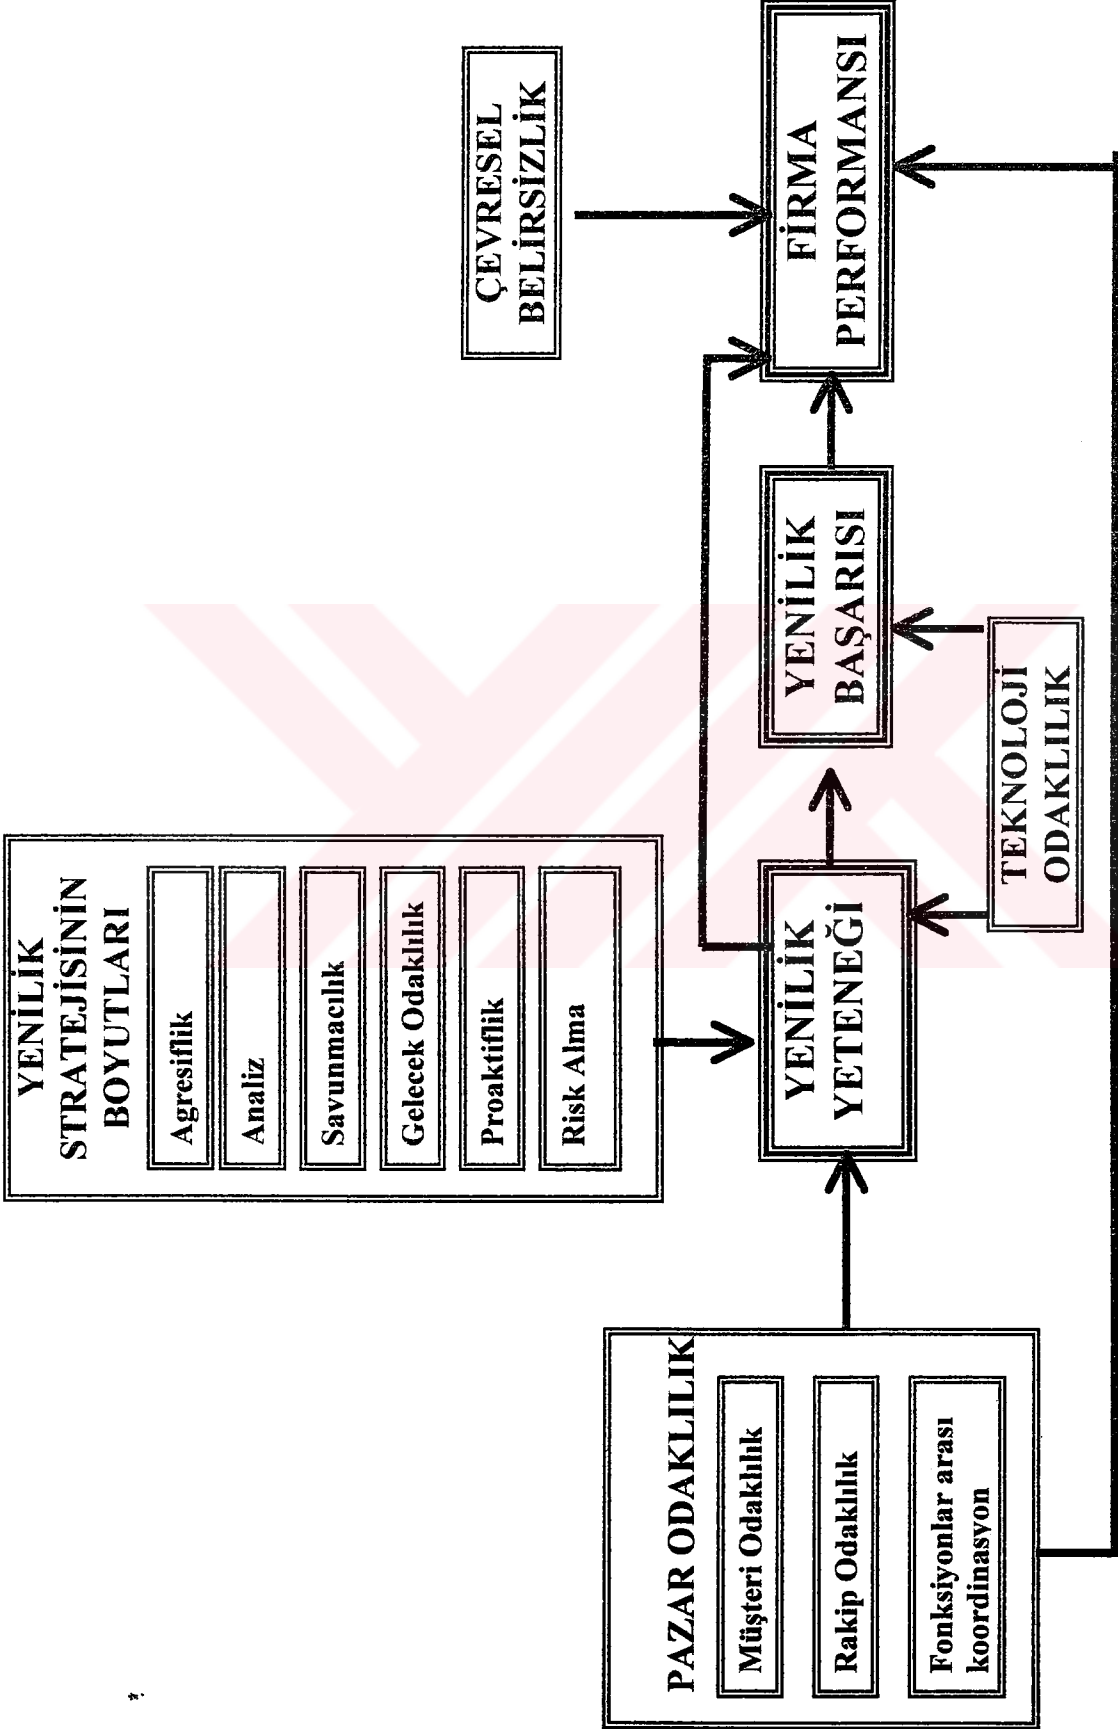 YENİLİK
STRATEJİSİNİN
BOYUTLARI
Agresiflik
Analiz
Savunmacılık
Gelecek Odaklılık
Proaktiflik
Risk Alma
ÇEVRESEL
BELİRSİZLİK
PAZAR ODAKLILIK
Müşteri Odaklılık
Rakip Odaklılık
Fonksiyonlar arası
koordinasyon
YENİLİK
YETENEĞİ
YENİLİK
BAŞARISI
FİRMA
PERFORMANSI
TEKNOLOJİ
ODAKLILIK